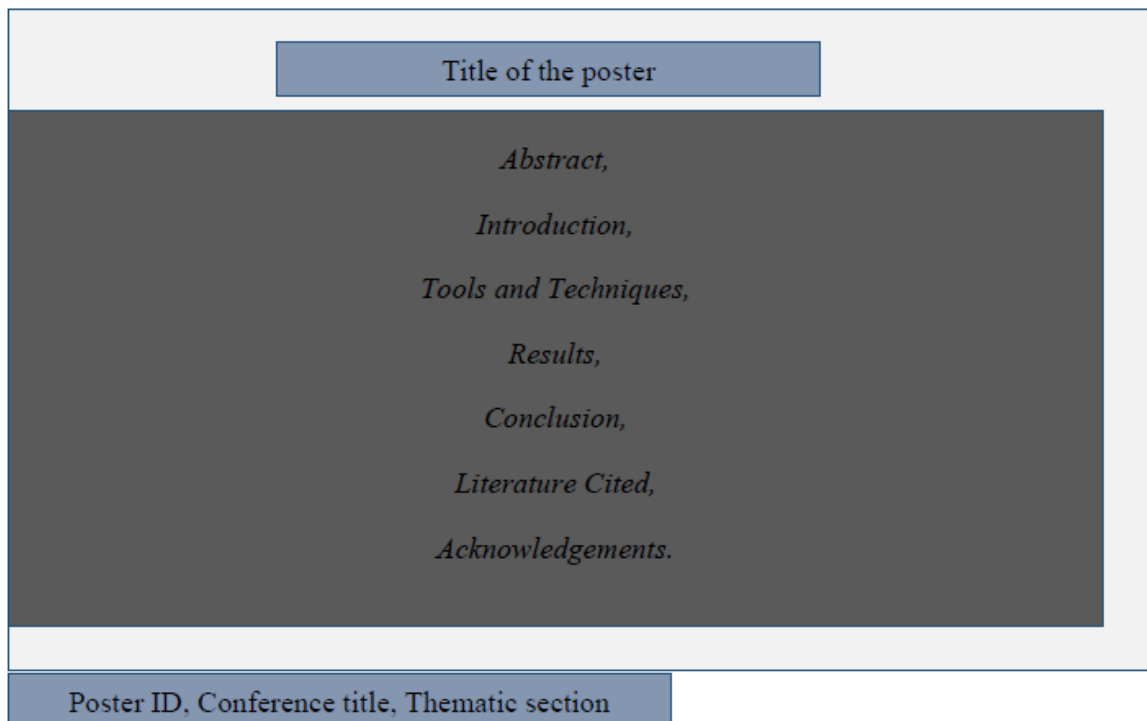 Title of the poster
Abstract,
Introduction,
Tools and Techniques,
Results,
Conclusion,
Literature Cited,
Acknowledgements.
Poster ID, Conference title, Thematic section